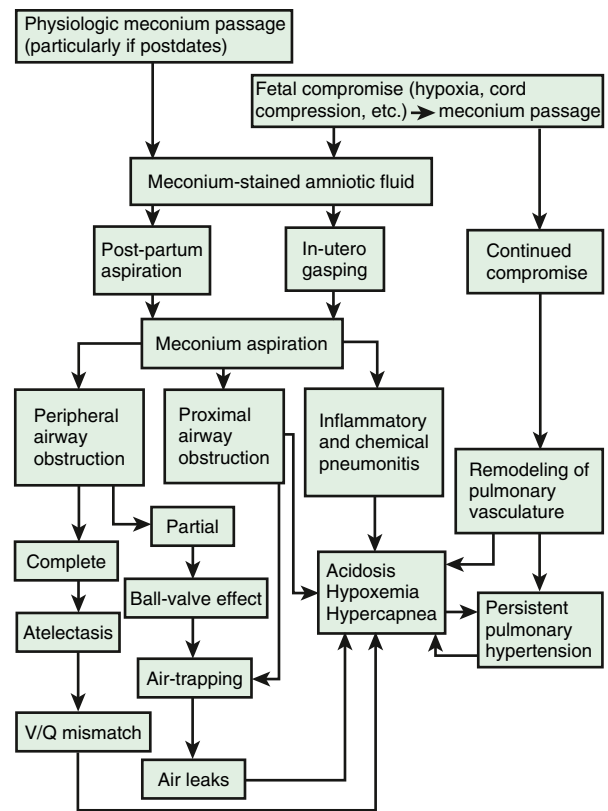 Physiologic meconium passage
(particularly if postdates)
Fetal compromise (hypoxia, cord
compression, etc.) → meconium passage
Meconium-stained amniotic fluid
Post-partum
aspiration
In-utero
gasping
Continued
compromise
Meconium aspiration
Peripheral
airway
obstruction
Proximal
airway
obstruction
Inflammatory
and chemical
pneumonitis
Remodeling of
pulmonary
vasculature
Partial
Complete
Ball-valve effect
Acidosis
Hypoxemia
Hypercapnea
Persistent
pulmonary
hypertension
Atelectasis
Air-trapping
V/Q mismatch
Air leaks